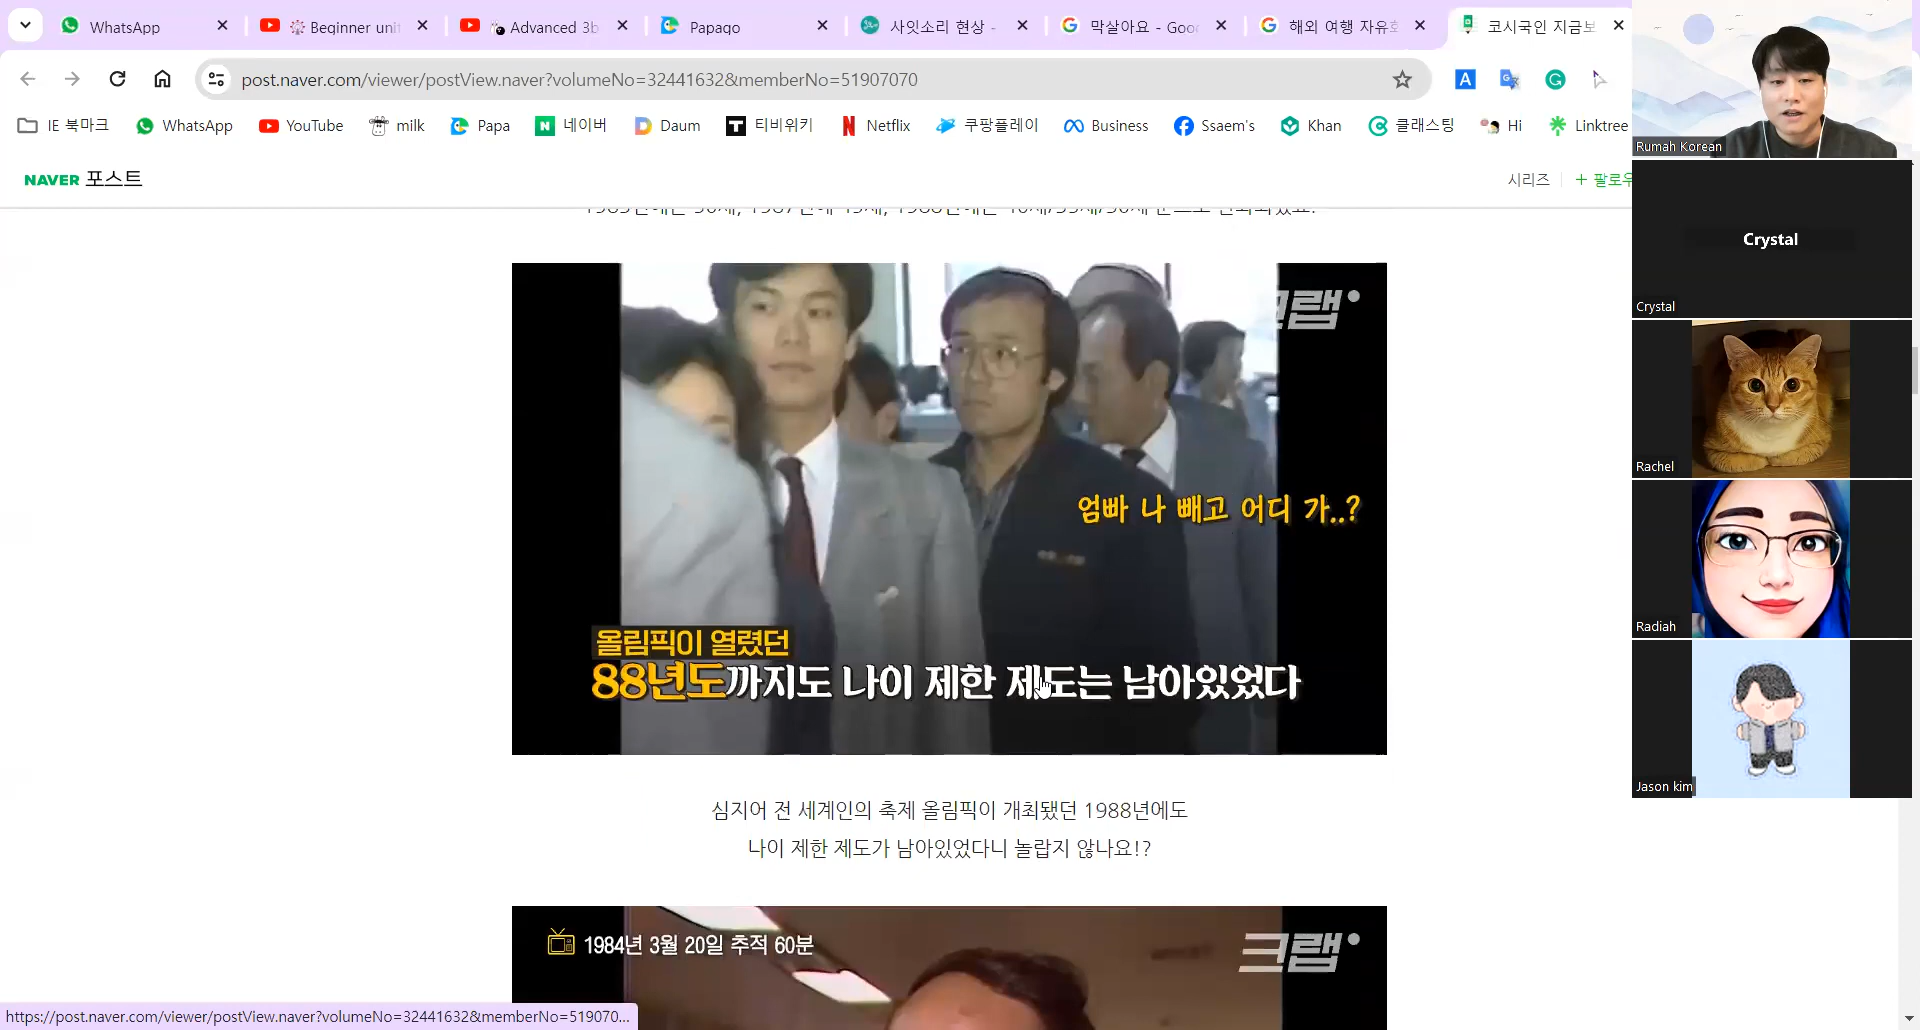 WhatsApp
Beginner uni
Advanced 3b
Papago
사잇소리 현상 -
막살아요 - Goo
해외 여행 자유화
코시국인 지금보
post.naver.com/viewer/postView.naver?volumeNo=32441632&memberNo=51907070
IE 북마크
WhatsApp
YouTube
milk
Papa
네이버
Daum
티비위키
Netflix
쿠팡플레이
Business
Ssaem's
Khan
클래스팅
Hi
Linktree
NAVER 포스트
시리즈
+ 팔로우
크랩
엄빠 나 빼고 어디 가..?
올림픽이 열렸던
88년도까지도 나이 제한 제도는 남아있었다
심지어 전 세계인의 축제 올림픽이 개최됐던 1988년에도
나이 제한 제도가 남아있었다니 놀랍지 않나요!?
1984년 3월 20일 추적 60분
크랩
https://post.naver.com/viewer/postView.naver?volumeNo=32441632&memberNo=519070...
Rumah Korean
Crystal
Crystal
Rachel
Radiah
Jason kim